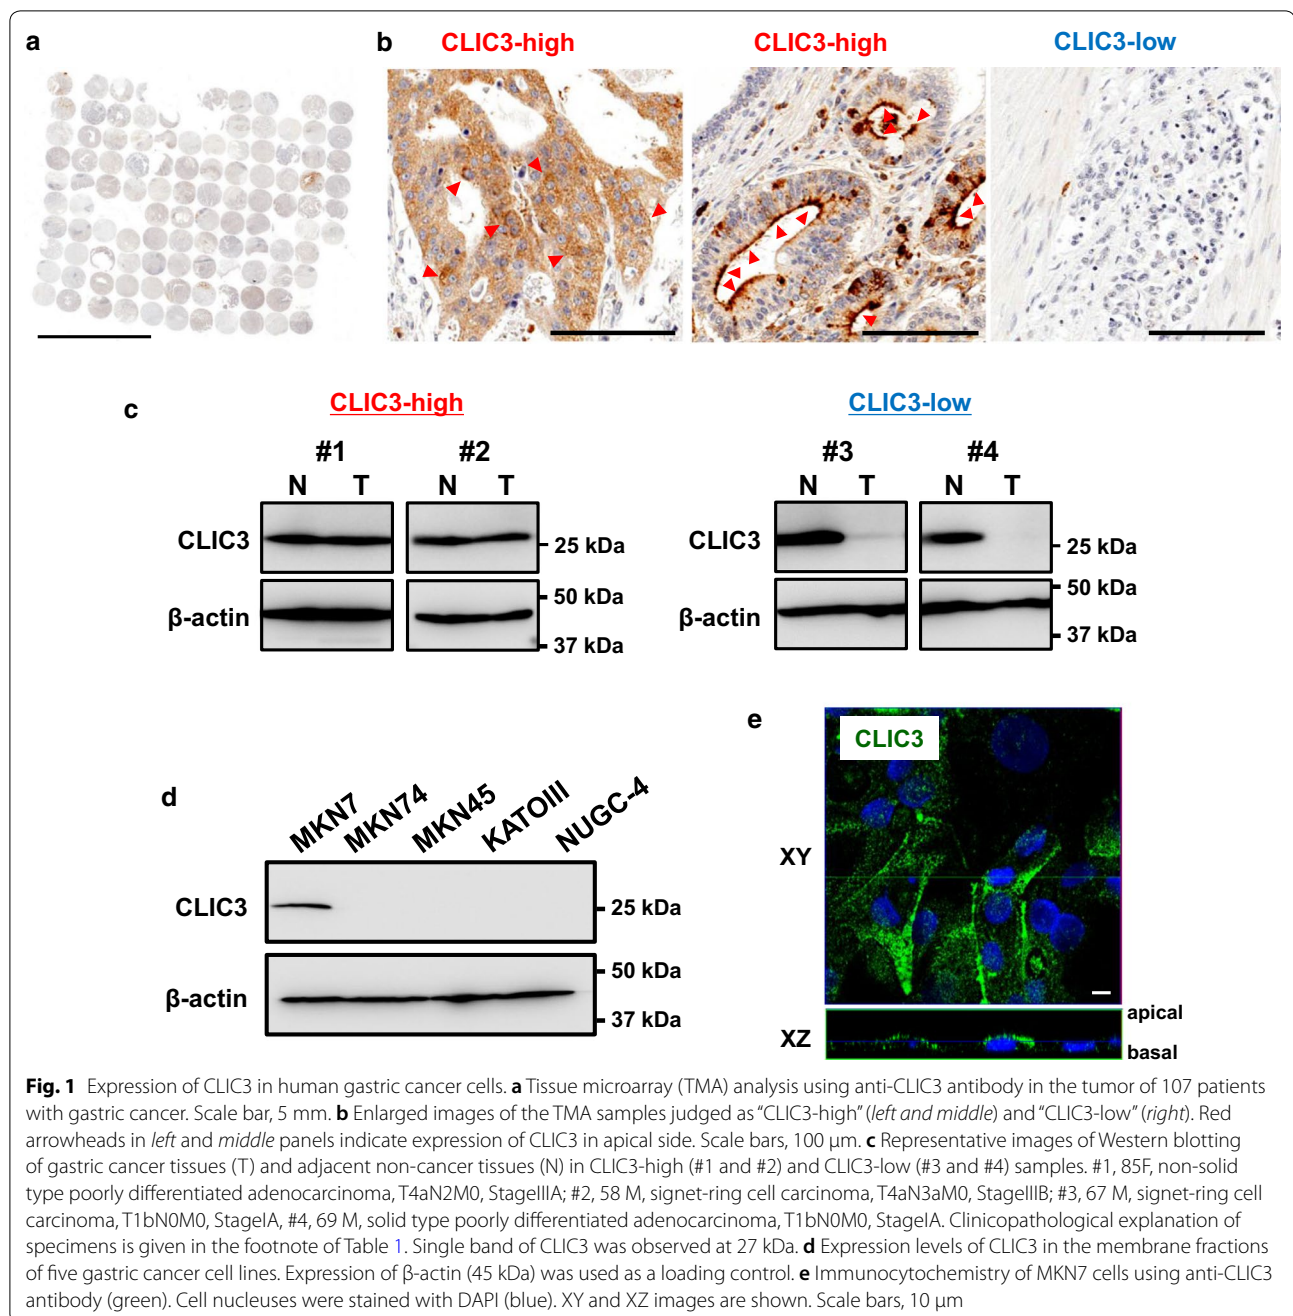 a
b
CLIC3-high
CLIC3-high
CLIC3-low
c
CLIC3-high
CLIC3-low
#1
#2
#3
#4
N
T
N
T
N
T
N
T
CLIC3
25 kDa
CLIC3
25 kDa
β-actin
50 kDa
37 kDa
β-actin
50 kDa
37 kDa
d
MKN7
MKN74
MKN45
KATOIII
NUGC-4
CLIC3
25 kDa
β-actin
50 kDa
37 kDa
e
CLIC3
XY
XZ
apical
basal
Fig. 1 Expression of CLIC3 in human gastric cancer cells. a Tissue microarray (TMA) analysis using anti-CLIC3 antibody in the tumor of 107 patients
with gastric cancer. Scale bar, 5 mm. b Enlarged images of the TMA samples judged as “CLIC3-high” (left and middle) and “CLIC3-low” (right). Red
arrowheads in left and middle panels indicate expression of CLIC3 in apical side. Scale bars, 100 μm. c Representative images of Western blotting
of gastric cancer tissues (T) and adjacent non-cancer tissues (N) in CLIC3-high (#1 and #2) and CLIC3-low (#3 and #4) samples. #1, 85F, non-solid
type poorly differentiated adenocarcinoma, T4aN2M0, StageIIIA; #2, 58 M, signet-ring cell carcinoma, T4aN3aM0, StageIIIB; #3, 67 M, signet-ring cell
carcinoma, T1bN0M0, StageIA, #4, 69 M, solid type poorly differentiated adenocarcinoma, T1bN0M0, StageIA. Clinicopathological explanation of
specimens is given in the footnote of Table 1. Single band of CLIC3 was observed at 27 kDa. d Expression levels of CLIC3 in the membrane fractions
of five gastric cancer cell lines. Expression of β-actin (45 kDa) was used as a loading control. e Immunocytochemistry of MKN7 cells using anti-CLIC3
antibody (green). Cell nucleuses were stained with DAPI (blue). XY and XZ images are shown. Scale bars, 10 μm